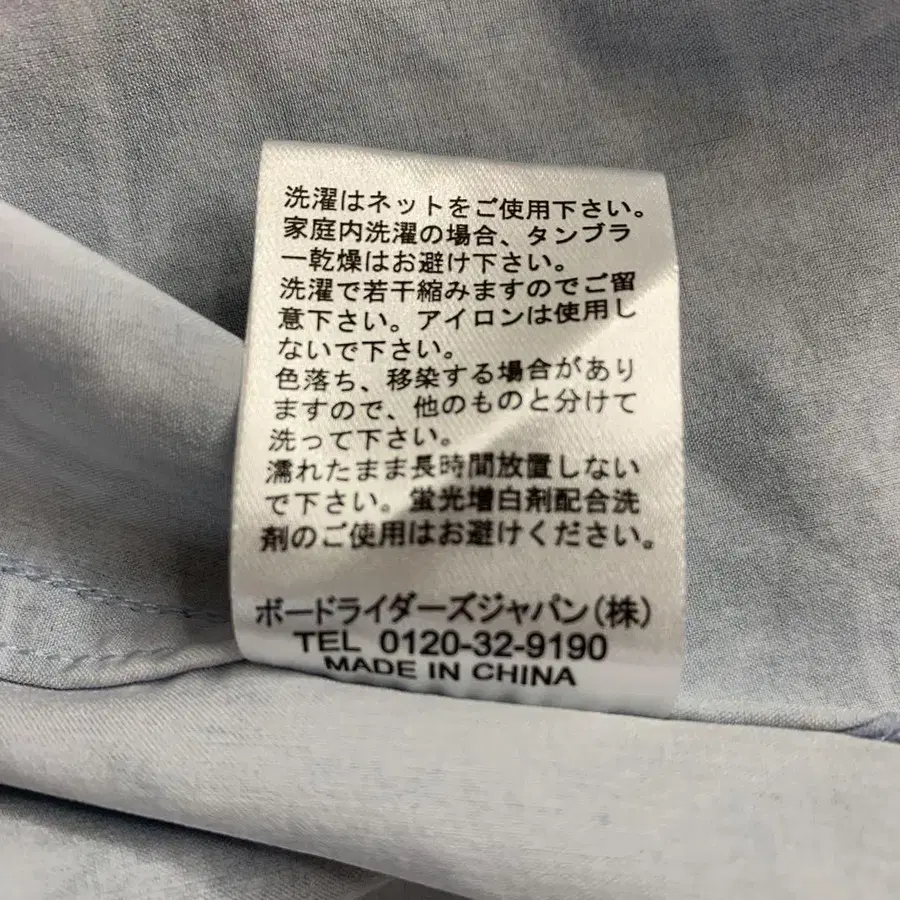 洗濯はネットをご使用下さい。
家庭内洗濯の場合、タンブラ
ー乾燥はお避け下さい。
洗濯で若干縮みますのでご留
意下さい。アイロンは使用し
ないで下さい。
色落ち、移染する場合があり
ますので、他のものと分けて
洗って下さい。
濡れたまま長時間放置しない
で下さい。蛍光増白剤配合洗
剤のご使用はお避けください。
ボードライダーズジャパン(株)
TEL 0120-32-9190
MADE IN CHINA